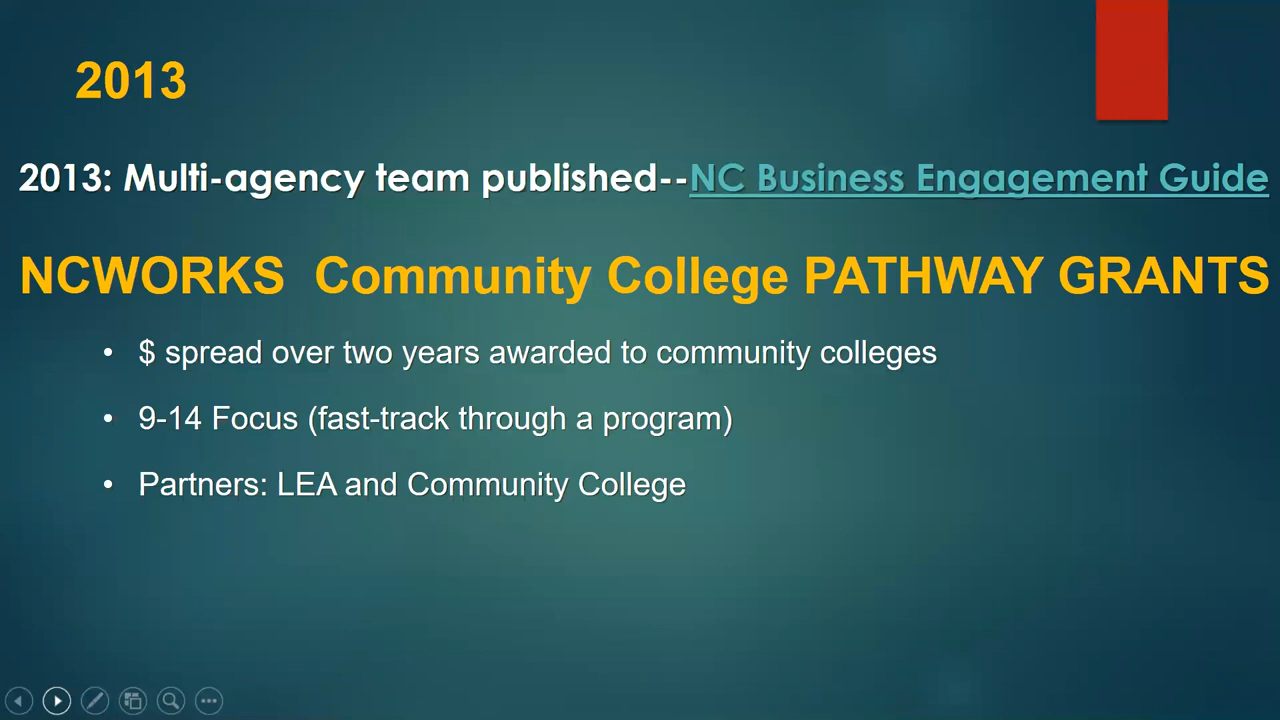 2013
2013: Multi-agency team published--NC Business Engagement Guide
NCWORKS  Community College PATHWAY GRANTS
• $ spread over two years awarded to community colleges
• 9-14 Focus (fast-track through a program)
• Partners: LEA and Community College